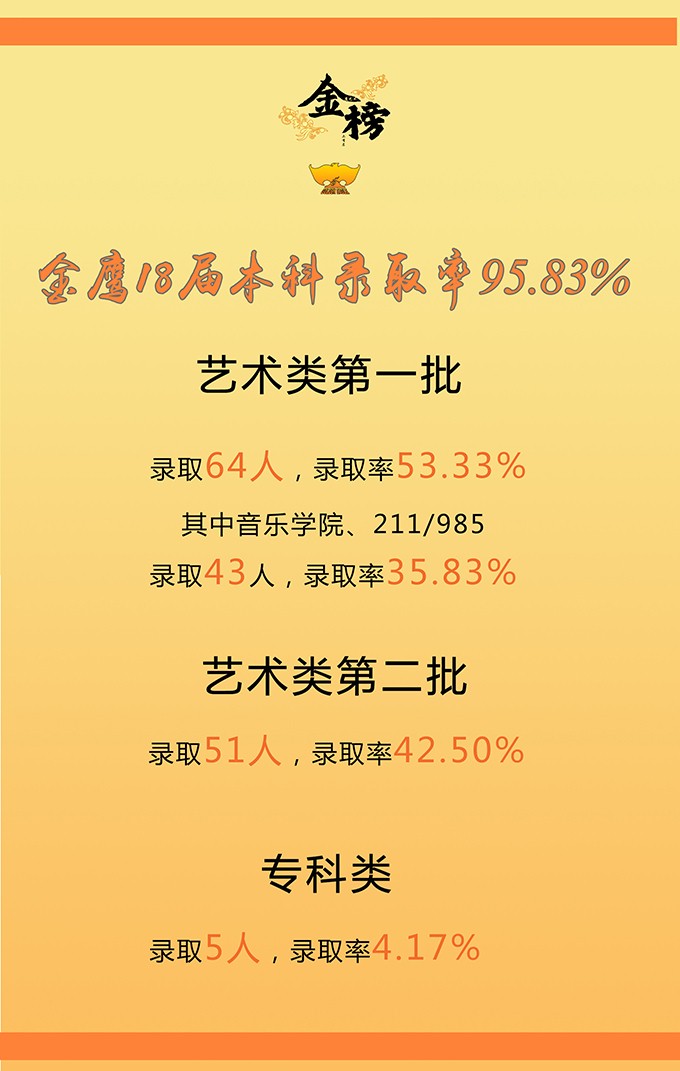 金榜
金鹰18届本科录取率95.83%
艺术类第一批
录取64人，录取率53.33%
其中音乐学院、211/985
录取43人，录取率35.83%
艺术类第二批
录取51人，录取率42.50%
专科类
录取5人，录取率4.17%